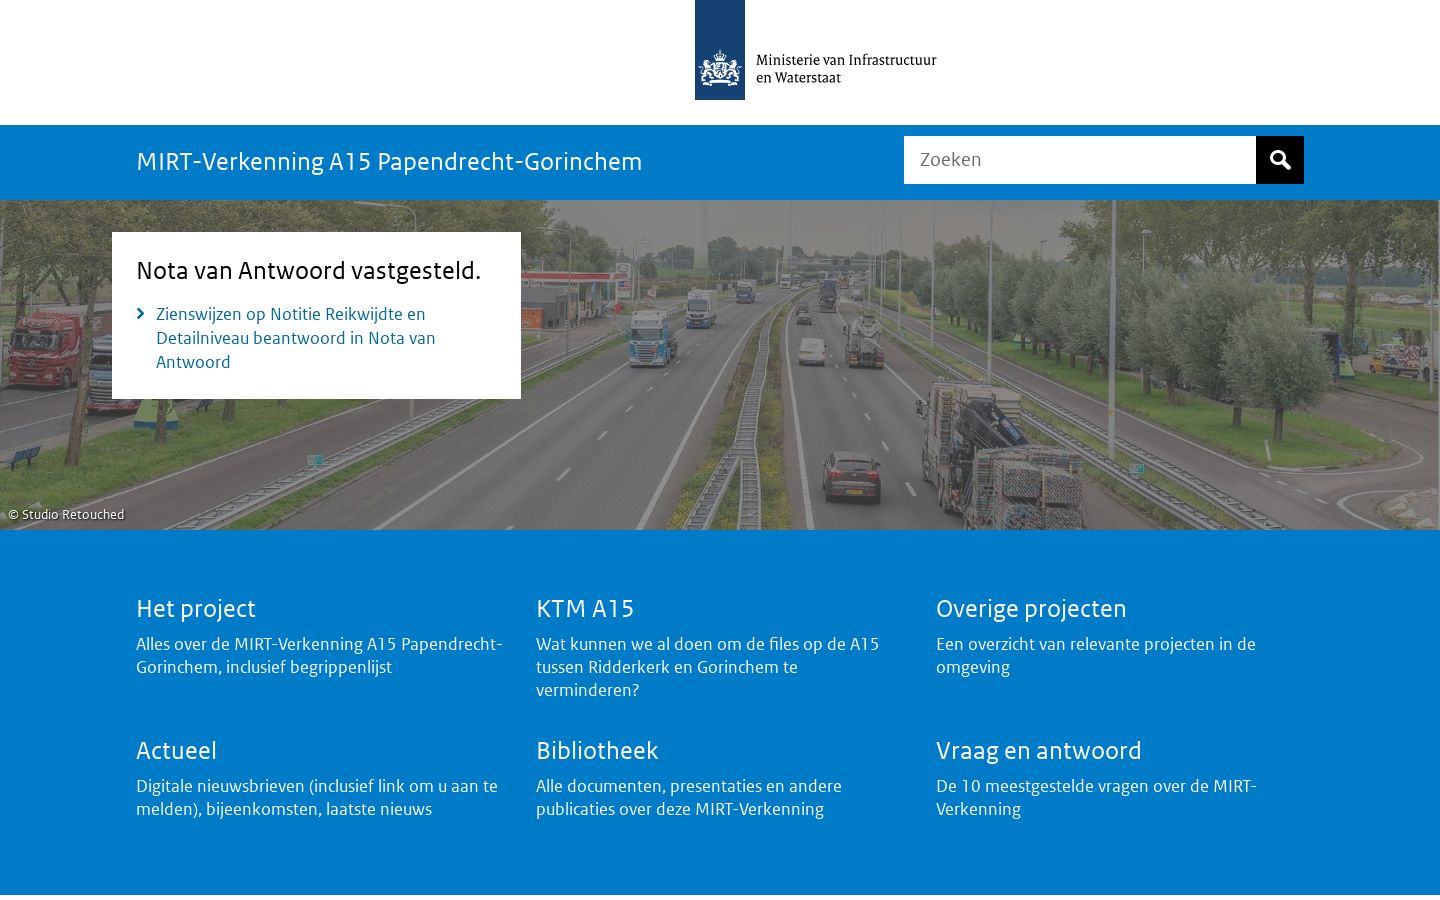 Ministerie van Infrastructuur
en Waterstaat
MIRT-Verkenning A15 Papendrecht-Gorinchem
Zoeken
Nota van Antwoord vastgesteld.
Zienswijzen op Notitie Reikwijdte en
Detailniveau beantwoord in Nota van
Antwoord
© Studio Retouched
Het project
Alles over de MIRT-Verkenning A15 Papendrecht-
Gorinchem, inclusief begrippenlijst
KTM A15
Wat kunnen we al doen om de files op de A15
tussen Ridderkerk en Gorinchem te
verminderen?
Overige projecten
Een overzicht van relevante projecten in de
omgeving
Actueel
Digitale nieuwsbrieven (inclusief link om u aan te
melden), bijeenkomsten, laatste nieuws
Bibliotheek
Alle documenten, presentaties en andere
publicaties over deze MIRT-Verkenning
Vraag en antwoord
De 10 meestgestelde vragen over de MIRT-
Verkenning